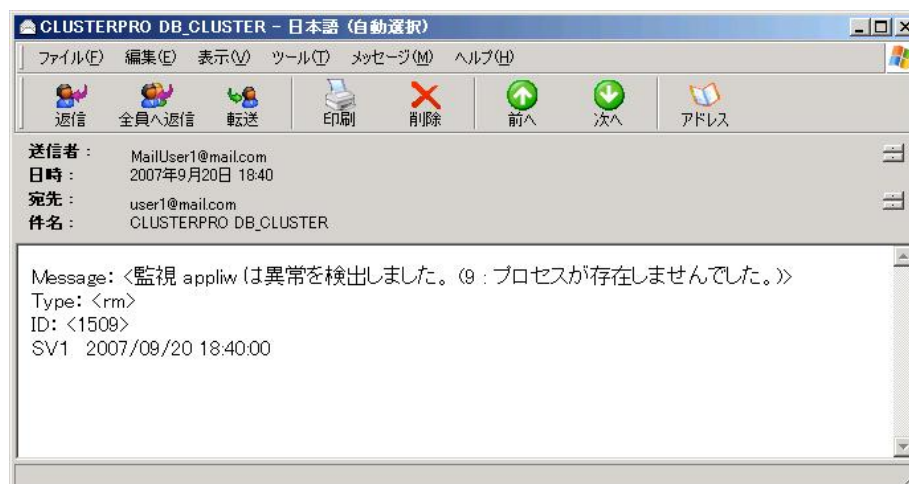 CLUSTERPRO DB_CLUSTER - 日本語 (自動選択)
ファイル(F) 編集(E) 表示(V) ツール(T) メッセージ(M) ヘルプ(H)
返信 全員へ返信 転送 印刷 削除 前へ 次へ アドレス
送信者: MailUser1@mail.com
日時: 2007年9月20日 18:40
宛先: user1@mail.com
件名: CLUSTERPRO DB_CLUSTER
Message: <監視 appliw は異常を検出しました。(9 : プロセスが存在しませんでした。)>
Type: <rm>
ID: <1509>
SV1 2007/09/20 18:40:00